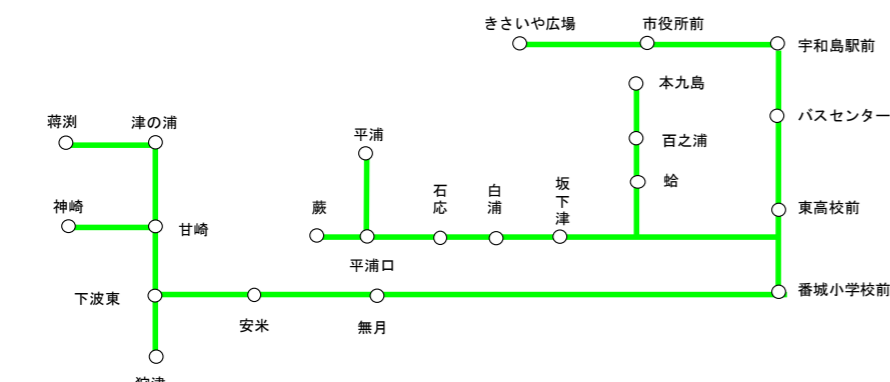 きさいや広場
市役所前
宇和島駅前
本九島
バスセンター
蒋渕
津の浦
平浦
百之浦
蛤
石応
白浦
坂下津
神崎
蕨
東高校前
甘崎
平浦口
下波東
番城小学校前
安米
無月